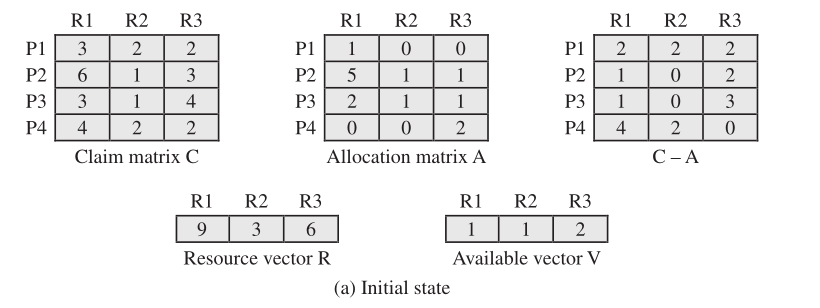 R1 R2 R3 R1 R2 R3 R1 R2 R3
P1 3 2 2 P1 1 0 0 P1 2 2 2
P2 6 1 3 P2 5 1 1 P2 1 0 2
P3 3 1 4 P3 2 1 1 P3 1 0 3
P4 4 2 2 P4 0 0 2 P4 4 2 0
Claim matrix C Allocation matrix A C – A
R1 R2 R3 R1 R2 R3
9 3 6 1 1 2
Resource vector R Available vector V
(a) Initial state